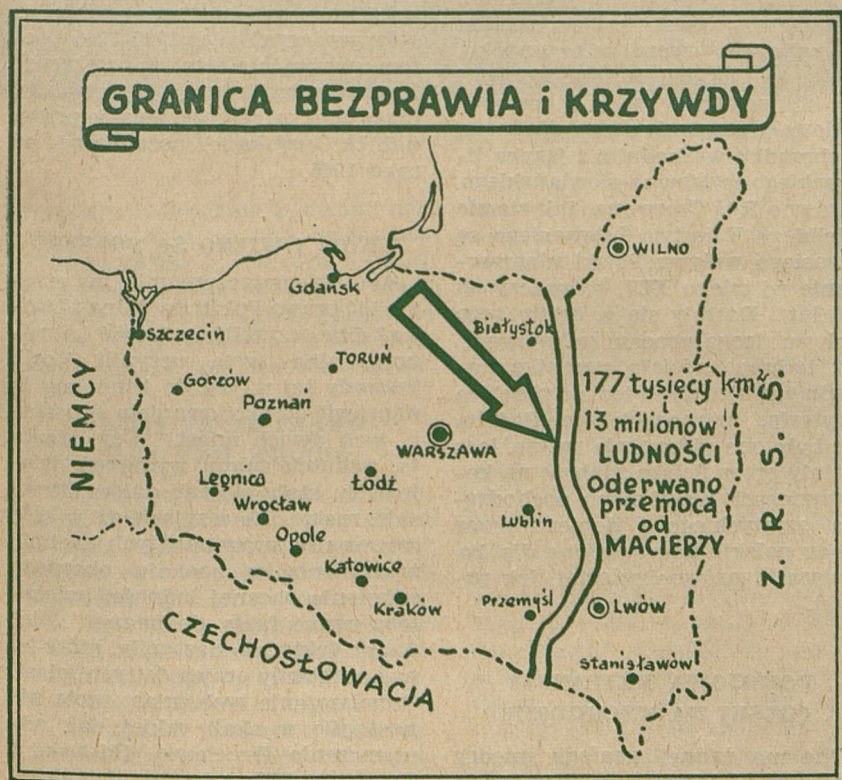 GRANICA BEZPRAWIA i KRZYWDY
WILNO
Gdańsk
Białystok
Szczecin
TORUŃ
177 tysięcy km²
Gorzów
i
Poznań
13 milionów
WARSZAWA
LUDNOŚCI
Łódź
oderwano
Legnica
przemocą
Wrocław
Lublin
od
Opole
MACIERZY
Katowice
Kraków
Przemyśl
LWÓW
Stanisławów
NIEMCY
CZECHOSŁOWACJA
Z. R. S. S.